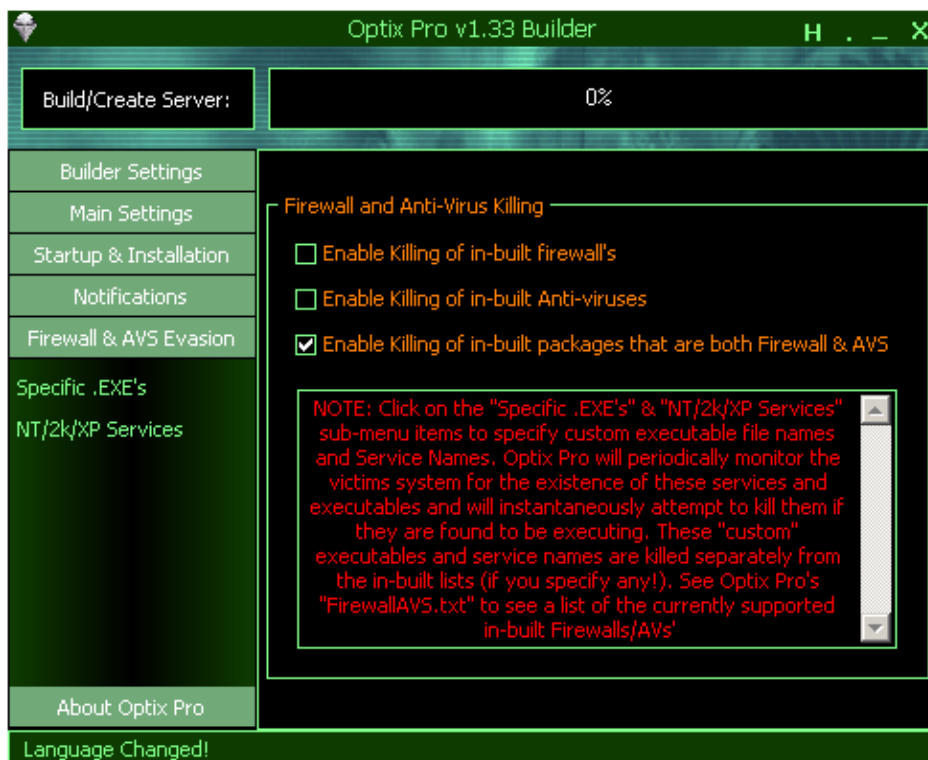 Optix Pro v1.33 Builder
H . _ X
Build/Create Server:
0%
Builder Settings
Main Settings
Startup & Installation
Notifications
Firewall & AVS Evasion
Specific .EXE's
NT/2k/XP Services
About Optix Pro
Firewall and Anti-Virus Killing
Enable Killing of in-built firewall's
Enable Killing of in-built Anti-viruses
Enable Killing of in-built packages that are both Firewall & AVS
NOTE: Click on the "Specific .EXE's" & "NT/2k/XP Services"
sub-menu items to specify custom executable file names
and Service Names. Optix Pro will periodically monitor the
victims system for the existence of these services and
executables and will instantaneously attempt to kill them if
they are found to be executing. These "custom"
executables and service names are killed separately from
the in-built lists (if you specify any!). See Optix Pro's
"FirewallAVS.txt" to see a list of the currently supported
in-built Firewalls/AVs'
Language Changed!